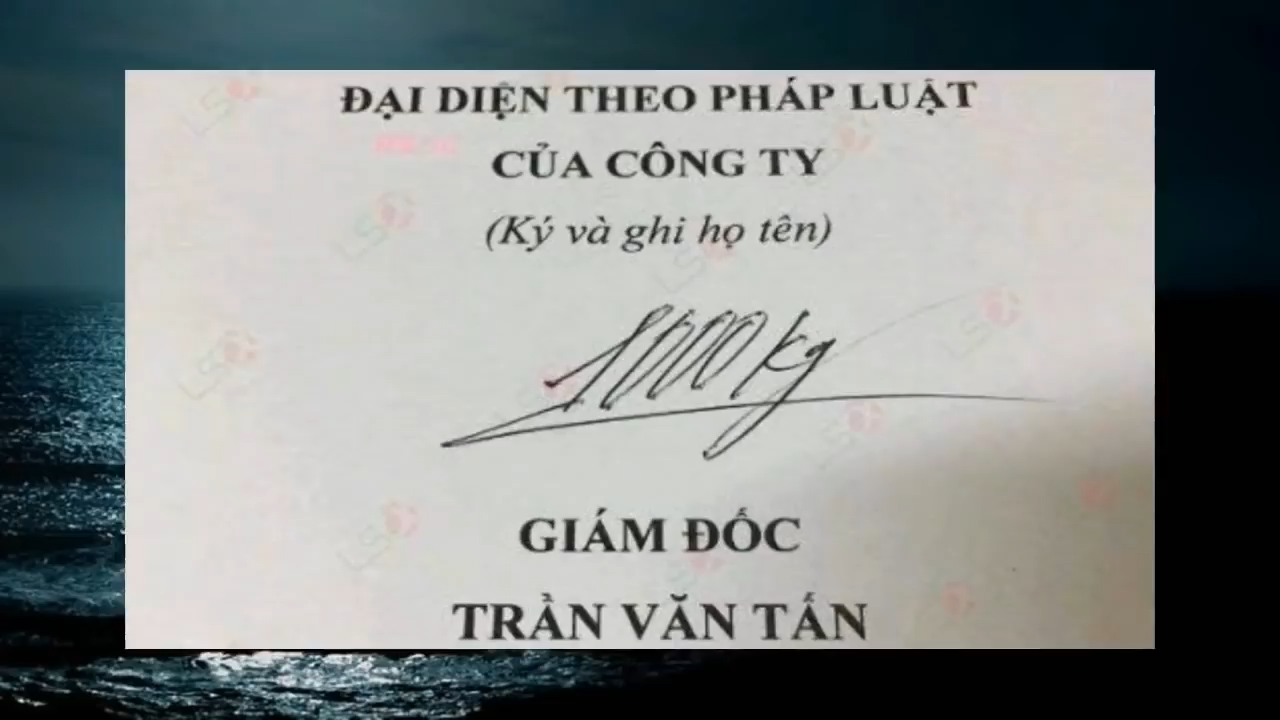 ĐẠI DIỆN THEO PHÁP LUẬT
CỦA CÔNG TY
(Ký và ghi họ tên)
1000kg
GIÁM ĐỐC
TRẦN VĂN TẤN